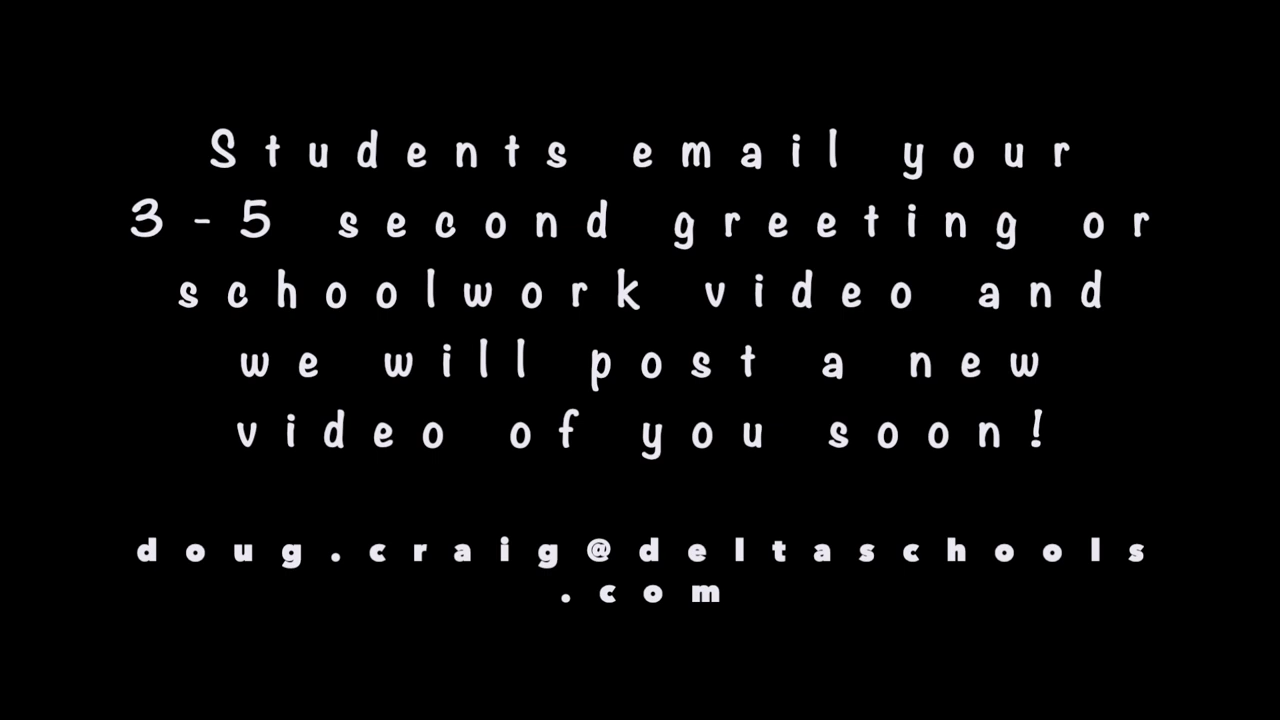 Students email your
3-5 second greeting or
schoolwork video and
we will post a new
video of you soon!
doug.craig@deltaschools
.com